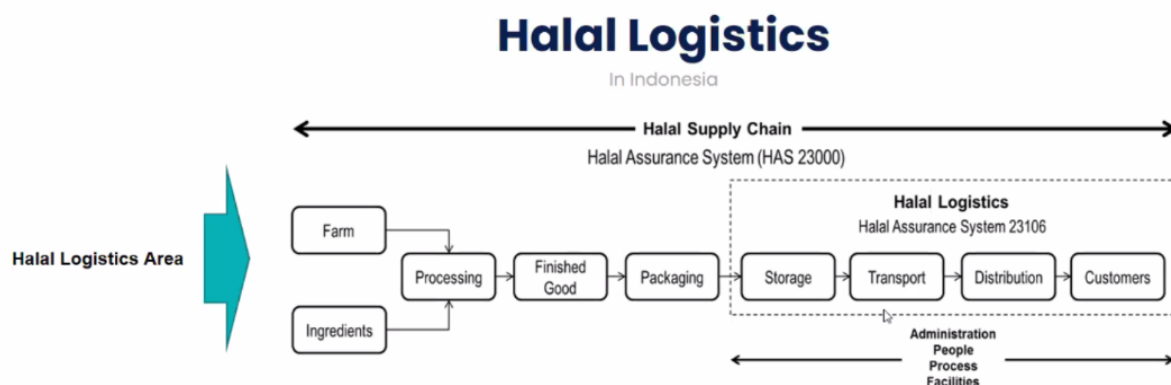 Halal Logistics
In Indonesia
Halal Supply Chain
Halal Assurance System (HAS 23000)
Halal Logistics
Halal Assurance System 23106
Halal Logistics Area
Farm
Ingredients
Processing
Finished
Good
Packaging
Storage
Transport
Distribution
Customers
Administration
People
Process
Facilities